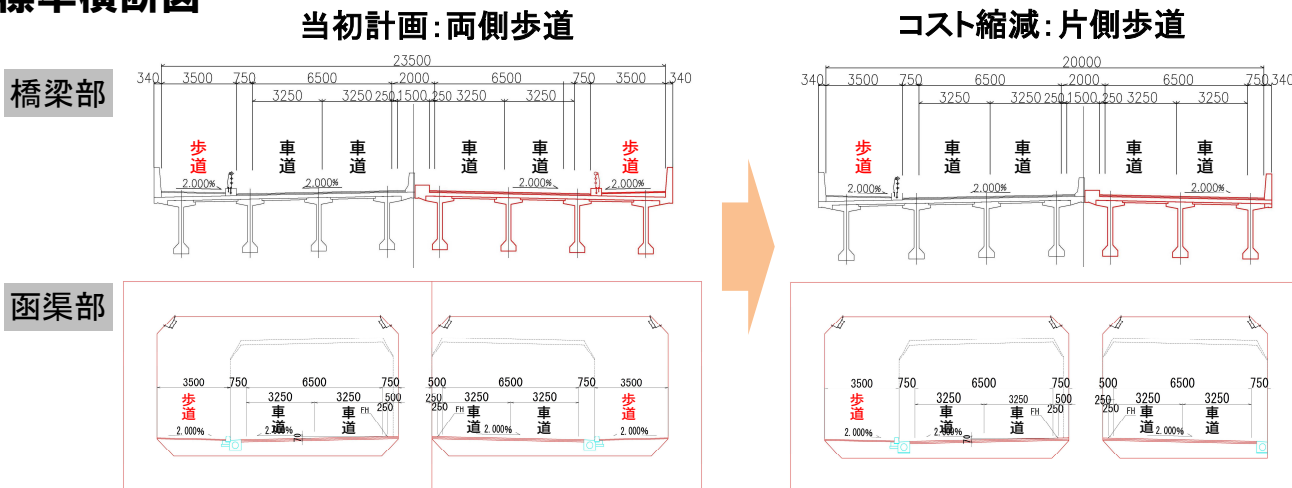 標準横断図
当初計画：両側歩道
コスト縮減：片側歩道
橋梁部
23500
340 3500 750 6500 2000 6500 750 3500 340
3250 3250 250 1500 250 3250 3250
歩道 車道 車道 車道 車道 歩道
2.000% 2.000% 2.000% 2.000%
20000
340 3500 750 6500 2000 6500 750 340
3250 3250 250 1500 250 3250 3250
歩道 車道 車道 車道 車道
2.000% 2.000% 2.000%
函渠部
3500 750 6500 750 500 6500 750 3500
3250 3250 500 250 3250 3250
歩道 車道 車道 250 FH 250 FH 車道 車道 歩道
2.000% 2.000% 70 2.000% 2.000%
3500 750 6500 750 500 6500 750
3250 3250 500 250 3250 3250
歩道 車道 車道 FH 250 250 FH 車道 車道
2.000% 2.000% 70 2.000%